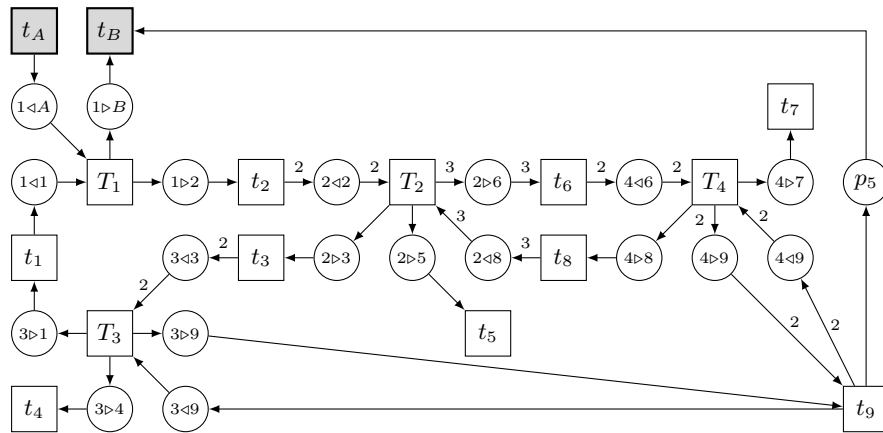 t_A t_B
1◁A 1▷B t_7
1◁1 T_1 1▷2 t_2 2 2◁2 2 T_2 3 2▷6 3 t_6 2 4◁6 2 T_4 4▷7 p_5
t_1 3◁3 2 t_3 2▷3 2▷5 3 2◁8 3 t_8 4▷8 2 4▷9 2 4◁9
2
3▷1 T_3 3▷9 t_5 2 2
t_4 3▷4 3◁9 t_9